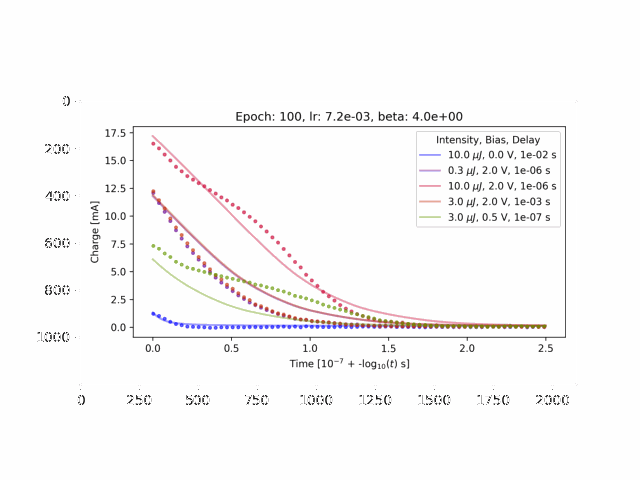 Epoch: 100, lr: 7.2e-03, beta: 4.0e+00
Charge [mA]
17.5
15.0
12.5
10.0
7.5
5.0
2.5
0.0
Intensity, Bias, Delay
10.0 μJ, 0.0 V, 1e-02 s
0.3 μJ, 2.0 V, 1e-06 s
10.0 μJ, 2.0 V, 1e-06 s
3.0 μJ, 2.0 V, 1e-03 s
3.0 μJ, 0.5 V, 1e-07 s
0.0 0.5 1.0 1.5 2.0 2.5
Time [10⁻⁷ + -log₁₀(t) s]
0
200
400
600
800
1000
0 250 500 750 1000 1250 1500 1750 2000